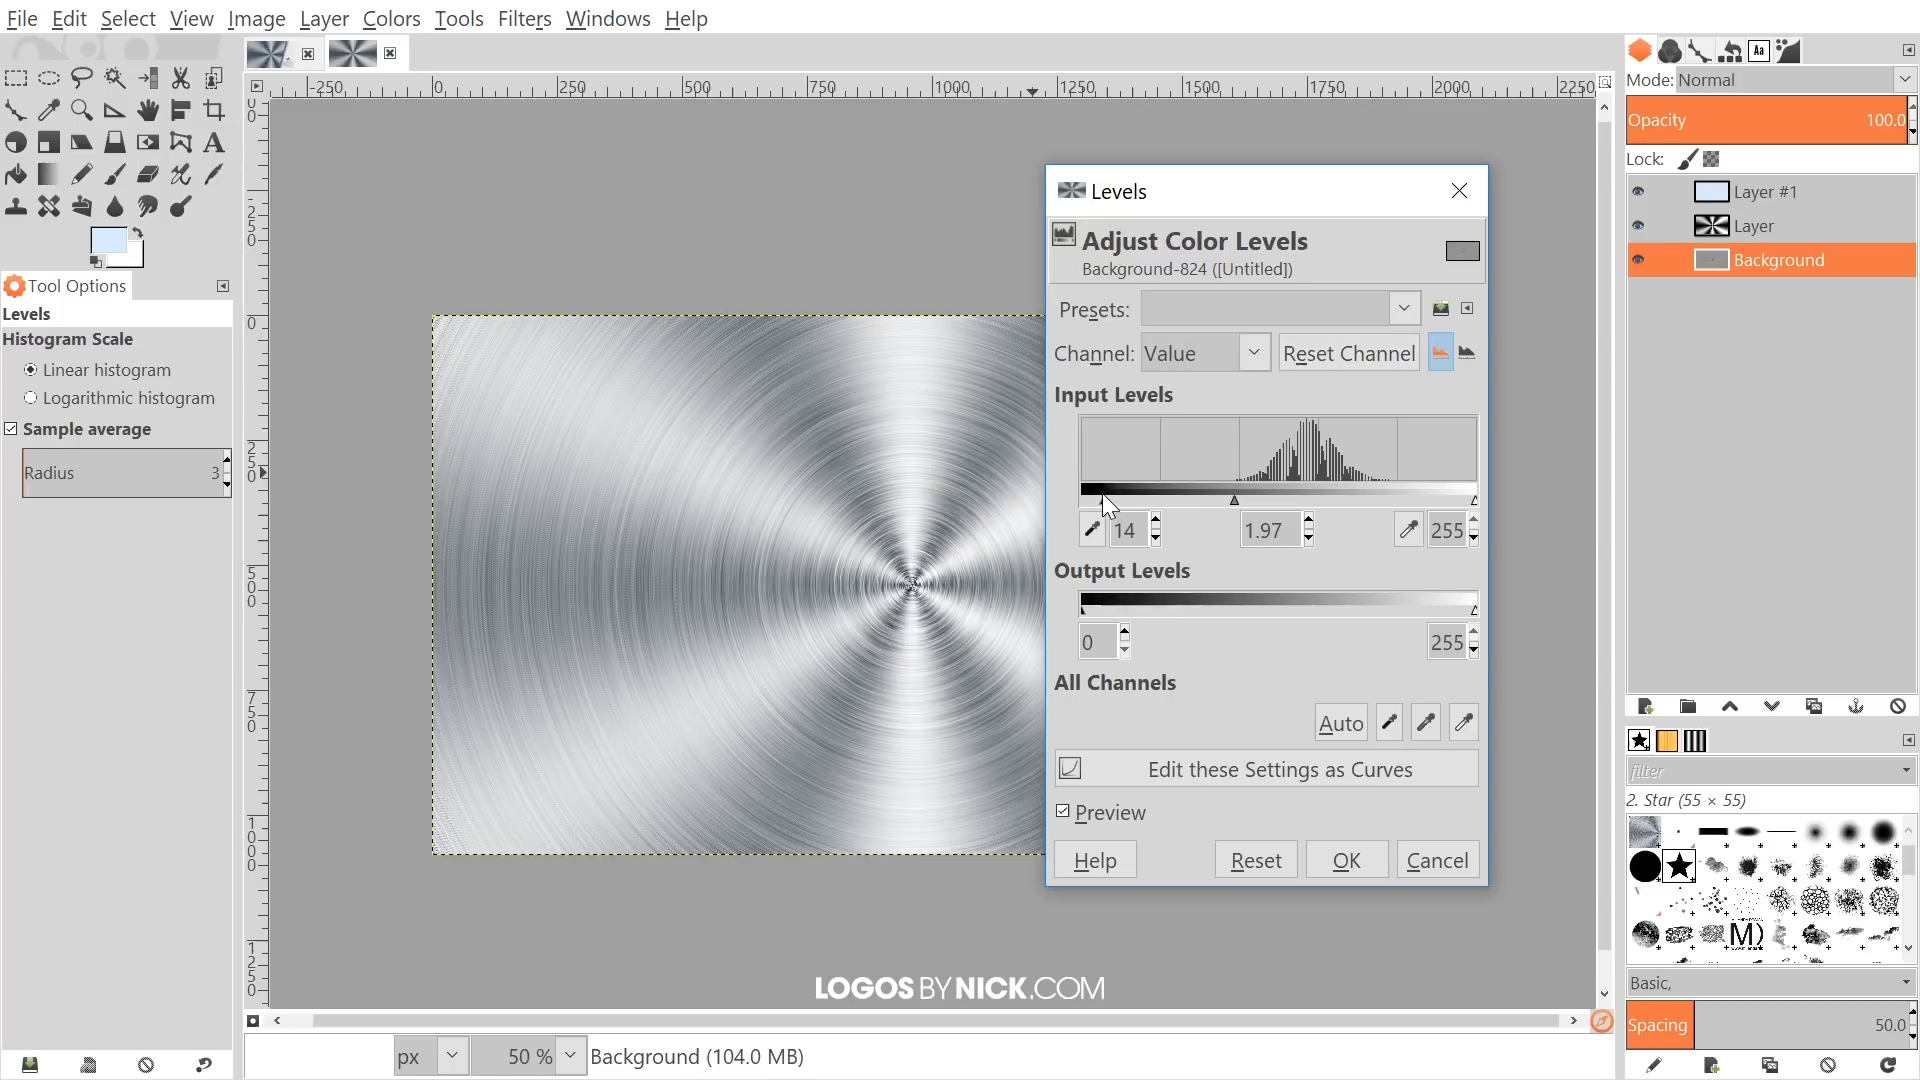 File Edit Select View Image Layer Colors Tools Filters Windows Help
-250 0 250 500 750 1000 1250 1500 1750 2000 2250
Mode: Normal
Opacity 100.0
Lock:
Layer #1
Layer
Background
Tool Options
Levels
Histogram Scale
Linear histogram
Logarithmic histogram
Sample average
Radius 3
Levels
Adjust Color Levels
Background-824 ([Untitled])
Presets:
Channel: Value Reset Channel
Input Levels
14 1.97 255
Output Levels
0 255
All Channels
Auto
Edit these Settings as Curves
Preview
Help Reset OK Cancel
filter
2. Star (55 × 55)
Basic,
Spacing 50.0
LOGOS BY NICK.COM
px 50 % Background (104.0 MB)